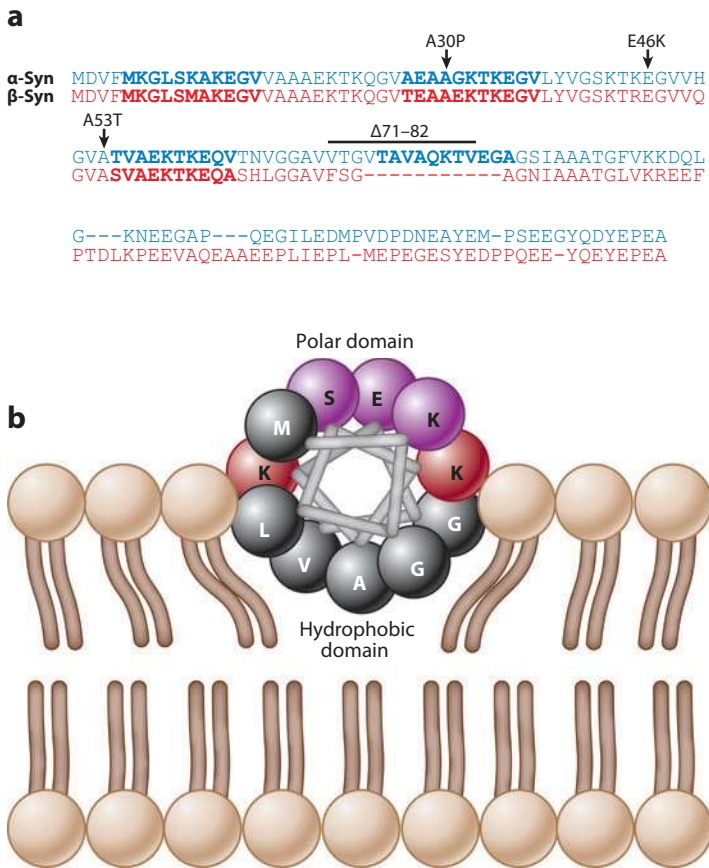 a
A30P E46K
α-Syn MDVFMKGLSKAKEGVVAAAEKTKQGVAEAAGKTKEGVLYVGSKTKEGVVH
β-Syn MDVFMKGLSMAKEGVVAAAEKTKQGVTEAAEKTKEGVLYVGSKTREGVVQ
A53T Δ71–82
GVATVAEKTKEQVTNVGGAVVTGVTAVAQKTVEGAGSIAAATGFVKKDQL
GVASVAEKTKEQASHLGGAVFSG-----------AGNIAAATGLVKREEF
G---KNEEGAP---QEGILEDMPVDPDNEAYEM-PSEEGYQDYEPEA
PTDLKPEEVAQEAAEEPLIEPL-MEPEGESYEDPPQEE-YQEYEPEA
b
Polar domain
S E K
M
K K
L G
V A G
Hydrophobic
domain